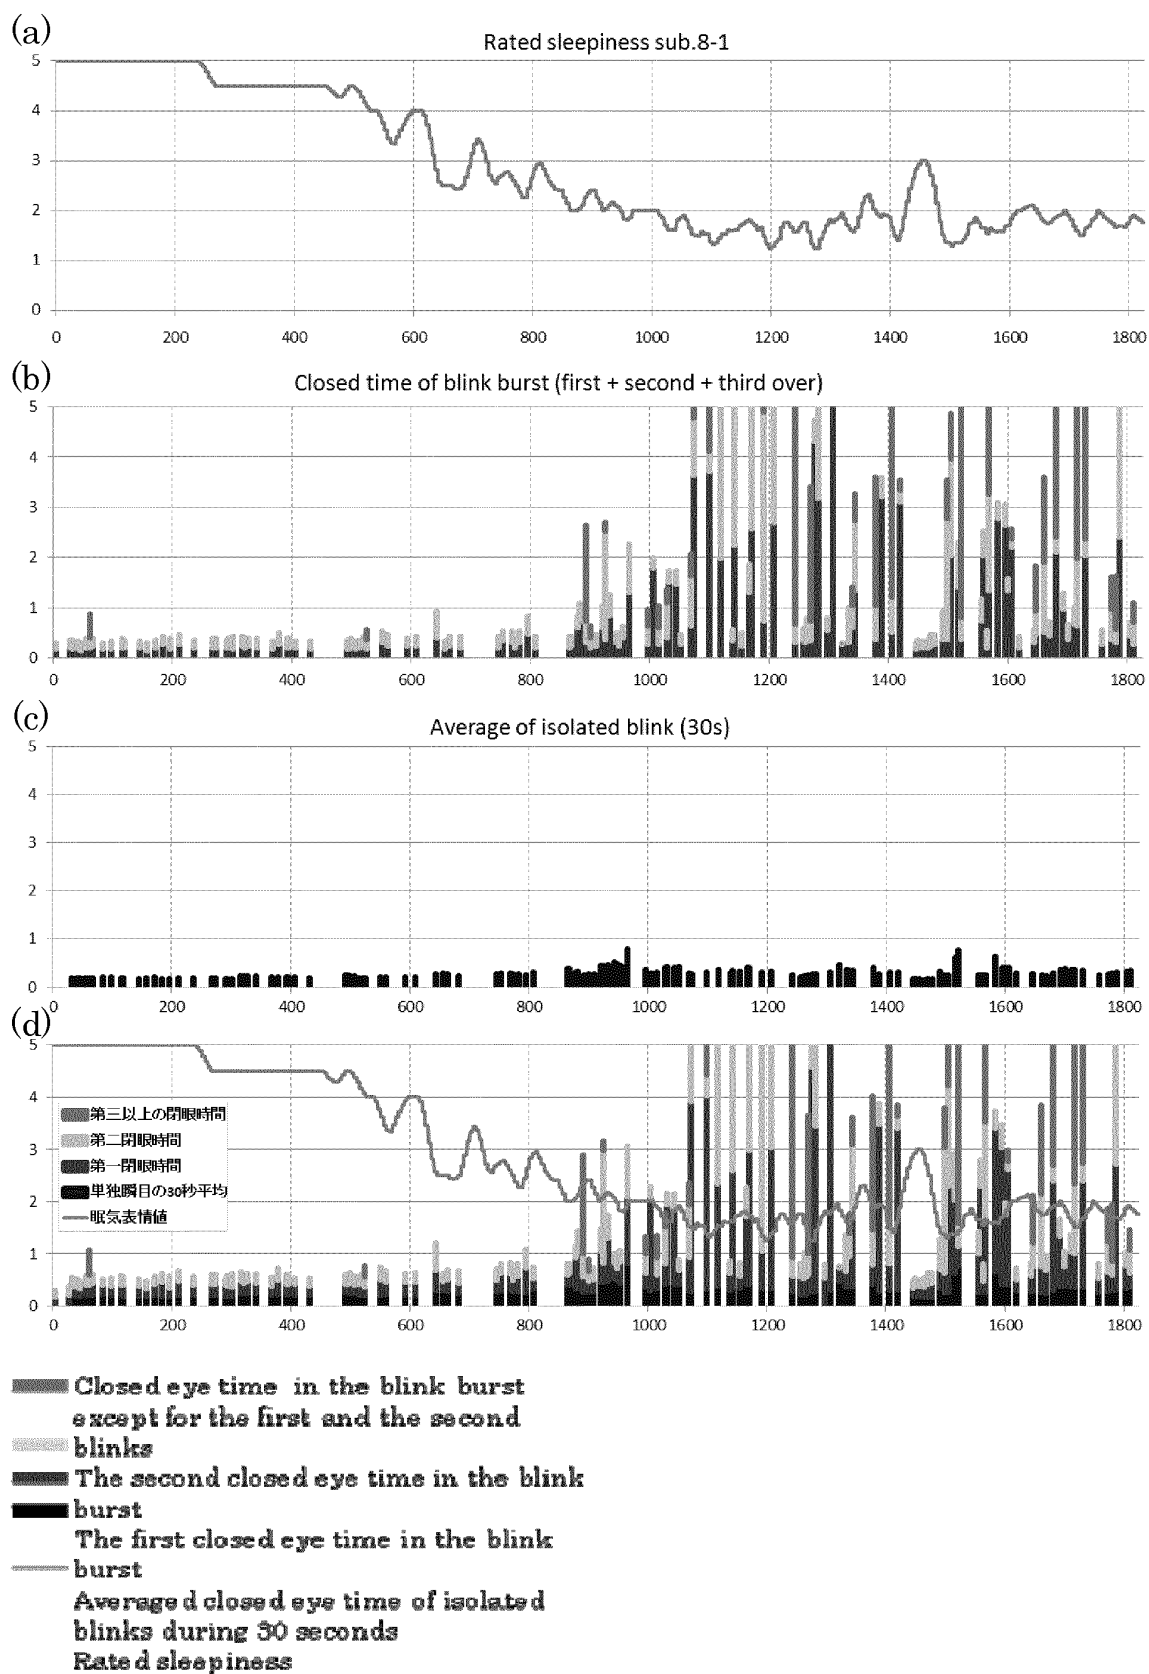 (a)
Rated sleepiness sub.8-1
5
4
3
2
1
0
0 200 400 600 800 1000 1200 1400 1600 1800
(b)
Closed time of blink burst (first + second + third over)
5
4
3
2
1
0
0 200 400 600 800 1000 1200 1400 1600 1800
(c)
Average of isolated blink (30s)
5
4
3
2
1
0
0 200 400 600 800 1000 1200 1400 1600 1800
(d)
5
4
3
2
1
0
第三以上の閉眼時間
第二閉眼時間
第一閉眼時間
単独瞬目の30秒平均
眠気表情値
0 200 400 600 800 1000 1200 1400 1600 1800
Closed eye time in the blink burst
except for the first and the second
blinks
The second closed eye time in the blink
burst
The first closed eye time in the blink
burst
Averaged closed eye time of isolated
blinks during 30 seconds
Rated sleepiness